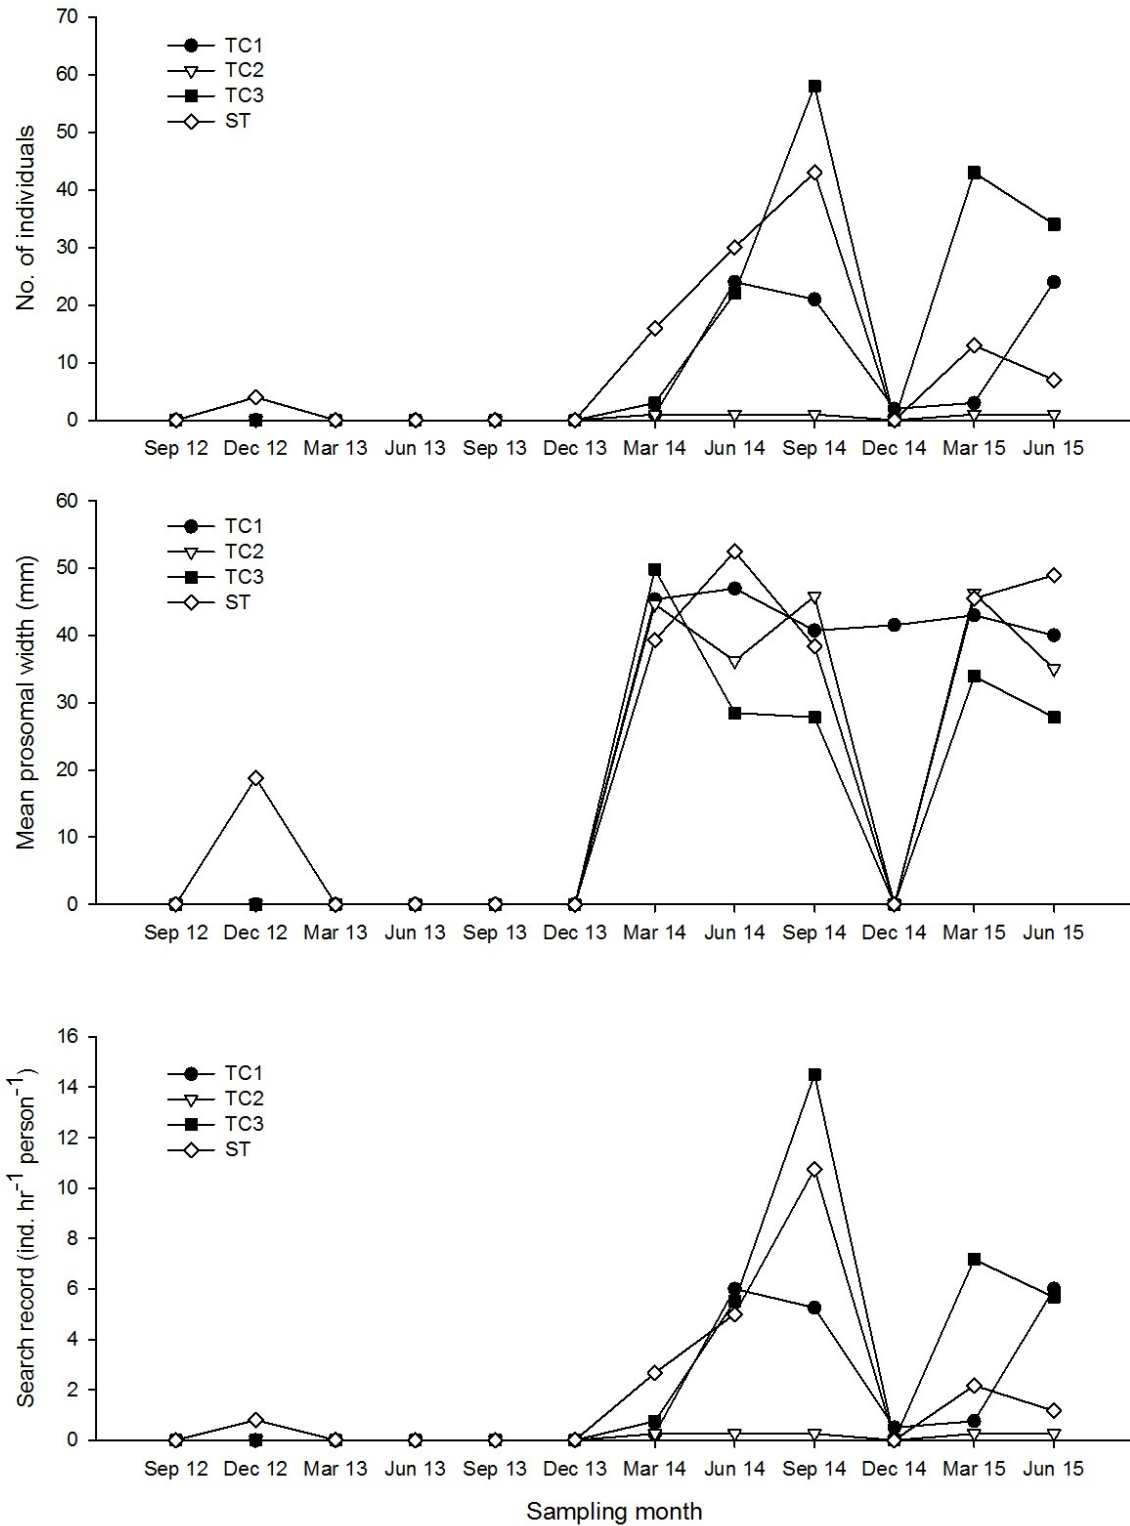 70
60
50
40
30
20
10
0
No. of individuals
TC1
TC2
TC3
ST
Sep 12 Dec 12 Mar 13 Jun 13 Sep 13 Dec 13 Mar 14 Jun 14 Sep 14 Dec 14 Mar 15 Jun 15
60
50
40
30
20
10
0
Mean prosomal width (mm)
TC1
TC2
TC3
ST
Sep 12 Dec 12 Mar 13 Jun 13 Sep 13 Dec 13 Mar 14 Jun 14 Sep 14 Dec 14 Mar 15 Jun 15
16
14
12
10
8
6
4
2
0
Search record (ind. hr⁻¹ person⁻¹)
TC1
TC2
TC3
ST
Sep 12 Dec 12 Mar 13 Jun 13 Sep 13 Dec 13 Mar 14 Jun 14 Sep 14 Dec 14 Mar 15 Jun 15
Sampling month